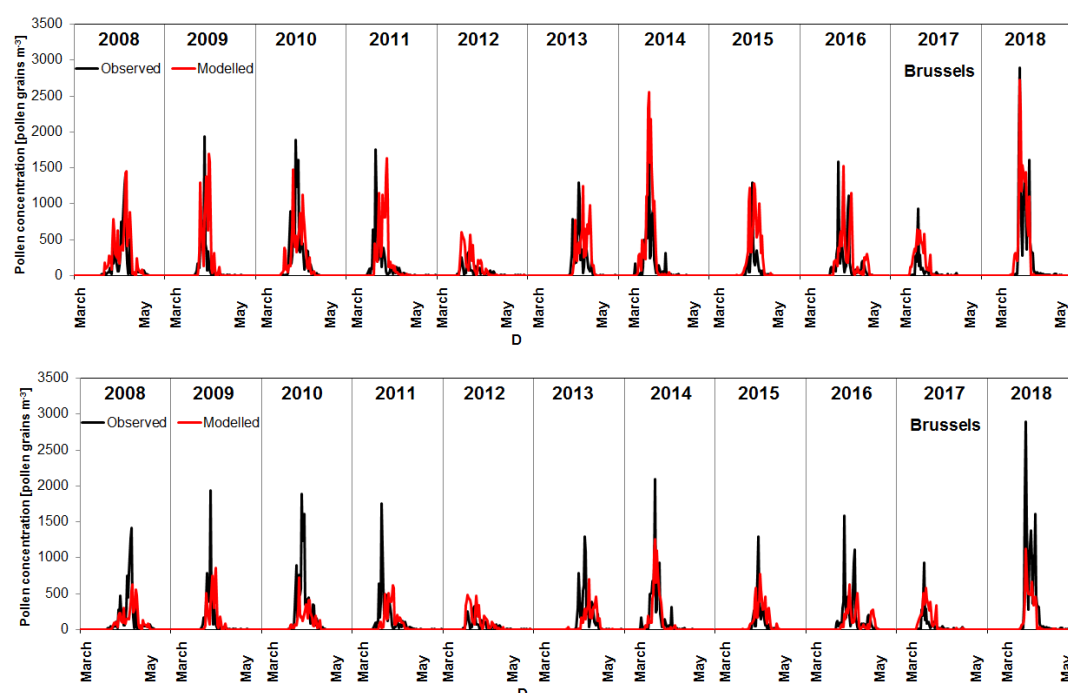 3500
3000
2500
2000
1500
1000
500
0
Pollen concentration [pollen grains m-3]
2008 2009 2010 2011 2012 2013 2014 2015 2016 2017 2018
Observed Modelled
Brussels
March May March May March May March May March May March May March May March May March May March May March May
D
3500
3000
2500
2000
1500
1000
500
0
Pollen concentration [pollen grains m-3]
2008 2009 2010 2011 2012 2013 2014 2015 2016 2017 2018
Observed Modelled
Brussels
March May March May March May March May March May March May March May March May March May March May March May
D